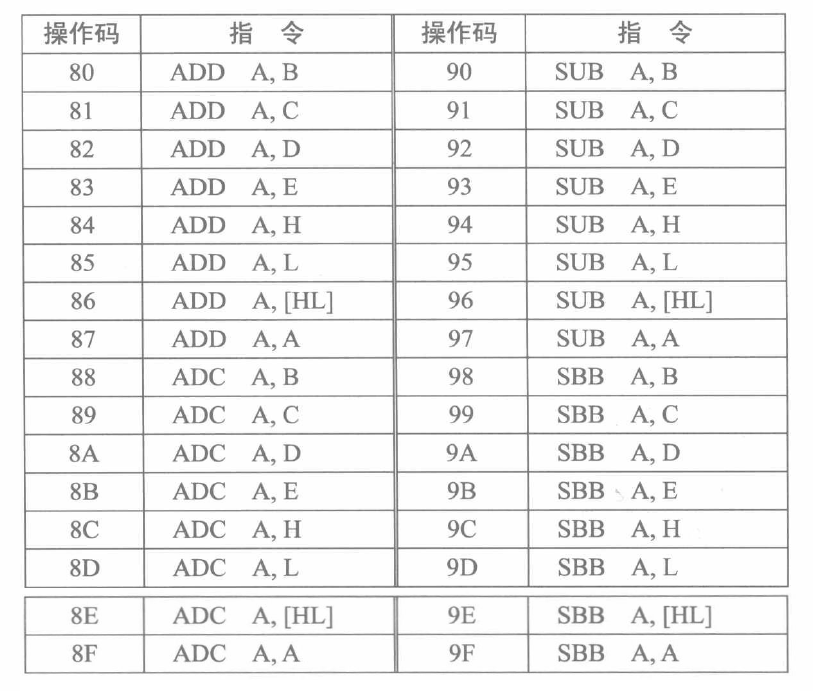 操作码 指 令 操作码 指 令
80 ADD A, B 90 SUB A, B
81 ADD A, C 91 SUB A, C
82 ADD A, D 92 SUB A, D
83 ADD A, E 93 SUB A, E
84 ADD A, H 94 SUB A, H
85 ADD A, L 95 SUB A, L
86 ADD A, [HL] 96 SUB A, [HL]
87 ADD A, A 97 SUB A, A
88 ADC A, B 98 SBB A, B
89 ADC A, C 99 SBB A, C
8A ADC A, D 9A SBB A, D
8B ADC A, E 9B SBB A, E
8C ADC A, H 9C SBB A, H
8D ADC A, L 9D SBB A, L
8E ADC A, [HL] 9E SBB A, [HL]
8F ADC A, A 9F SBB A, A